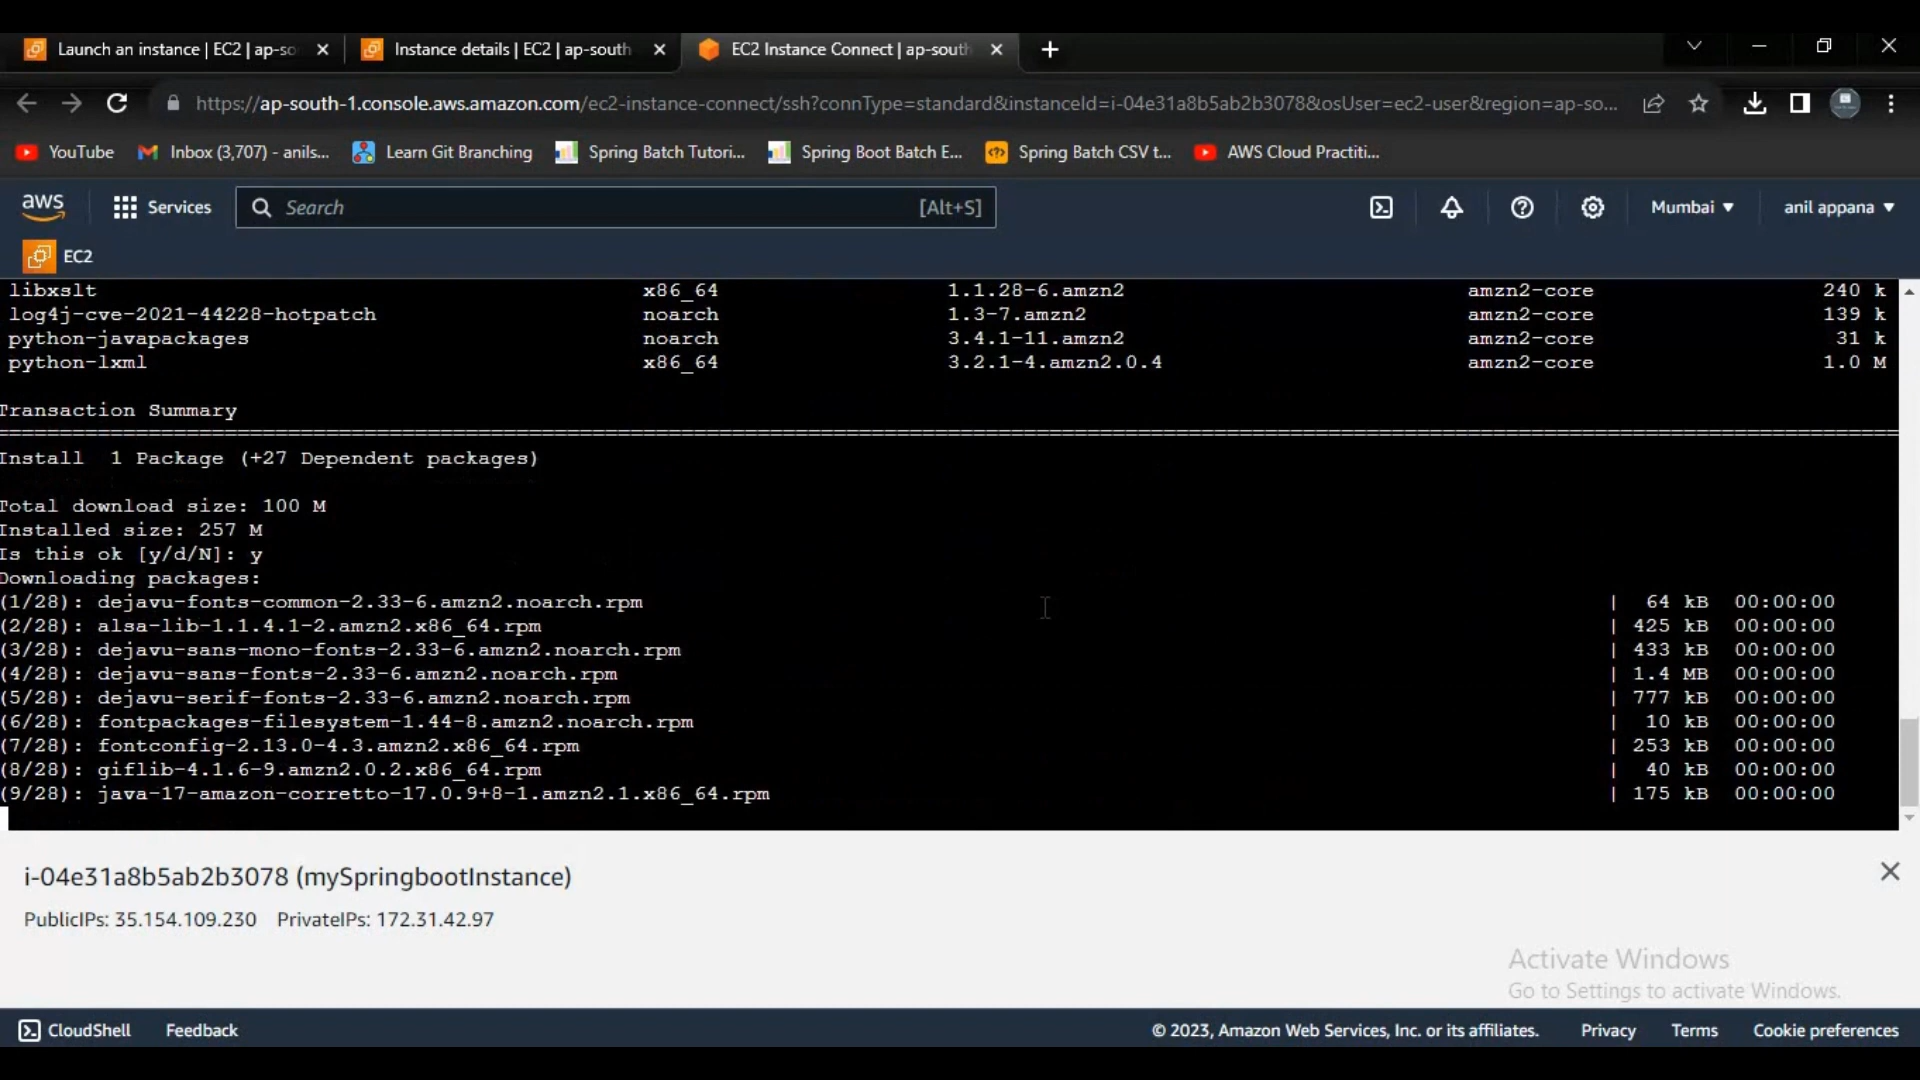 Launch an instance | EC2 | ap-so
Instance details | EC2 | ap-south
EC2 Instance Connect | ap-south
https://ap-south-1.console.aws.amazon.com/ec2-instance-connect/ssh?connType=standard&instanceId=i-04e31a8b5ab2b3078&osUser=ec2-user&region=ap-so...
YouTube
Inbox (3,707) - anils...
Learn Git Branching
Spring Batch Tutori...
Spring Boot Batch E...
Spring Batch CSV t...
AWS Cloud Practiti...
aws
Services
Search
[Alt+S]
Mumbai
anil appana
EC2
libxslt x86_64 1.1.28-6.amzn2 amzn2-core 240 k
log4j-cve-2021-44228-hotpatch noarch 1.3-7.amzn2 amzn2-core 139 k
python-javapackages noarch 3.4.1-11.amzn2 amzn2-core 31 k
python-lxml x86_64 3.2.1-4.amzn2.0.4 amzn2-core 1.0 M
Transaction Summary
Install 1 Package (+27 Dependent packages)
Total download size: 100 M
Installed size: 257 M
Is this ok [y/d/N]: y
Downloading packages:
(1/28): dejavu-fonts-common-2.33-6.amzn2.noarch.rpm | 64 kB 00:00:00
(2/28): alsa-lib-1.1.4.1-2.amzn2.x86_64.rpm | 425 kB 00:00:00
(3/28): dejavu-sans-mono-fonts-2.33-6.amzn2.noarch.rpm | 433 kB 00:00:00
(4/28): dejavu-sans-fonts-2.33-6.amzn2.noarch.rpm | 1.4 MB 00:00:00
(5/28): dejavu-serif-fonts-2.33-6.amzn2.noarch.rpm | 777 kB 00:00:00
(6/28): fontpackages-filesystem-1.44-8.amzn2.noarch.rpm | 10 kB 00:00:00
(7/28): fontconfig-2.13.0-4.3.amzn2.x86_64.rpm | 253 kB 00:00:00
(8/28): giflib-4.1.6-9.amzn2.0.2.x86_64.rpm | 40 kB 00:00:00
(9/28): java-17-amazon-corretto-17.0.9+8-1.amzn2.1.x86_64.rpm | 175 kB 00:00:00
i-04e31a8b5ab2b3078 (mySpringbootInstance)
PublicIPs: 35.154.109.230 PrivateIPs: 172.31.42.97
Activate Windows
Go to Settings to activate Windows.
CloudShell
Feedback
© 2023, Amazon Web Services, Inc. or its affiliates.
Privacy
Terms
Cookie preferences